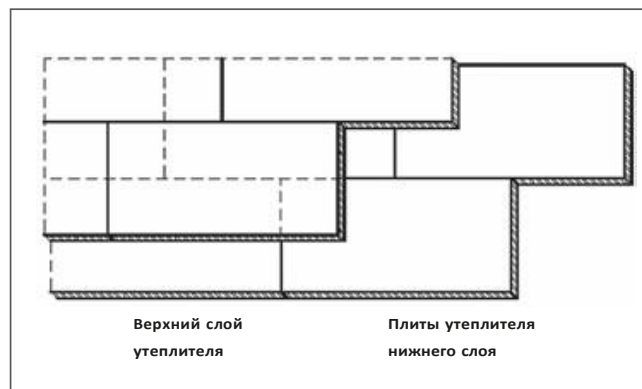 Верхний слой
утеплителя
Плиты утеплителя
нижнего слоя